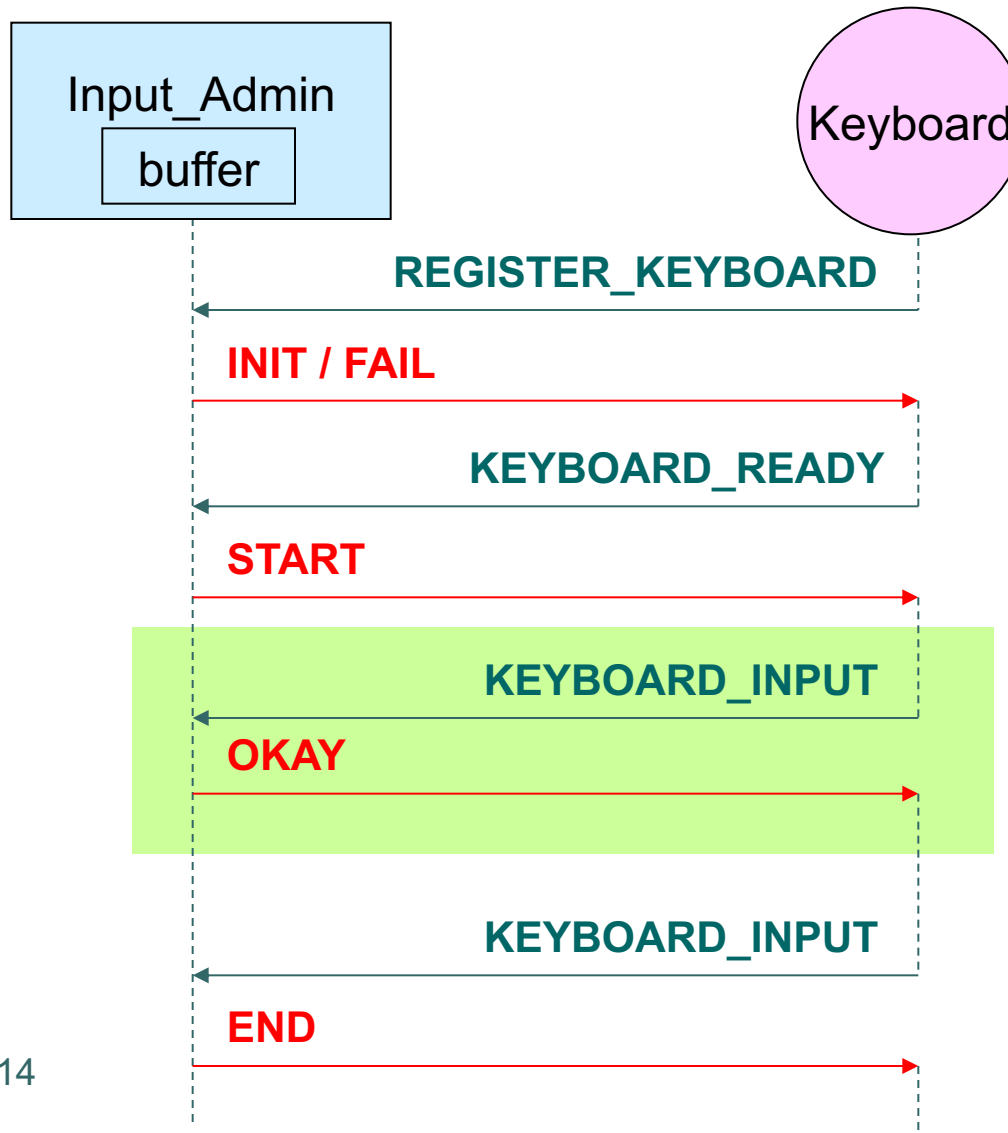 Input_Admin
buffer
Keyboard
REGISTER_KEYBOARD
INIT / FAIL
KEYBOARD_READY
START
KEYBOARD_INPUT
OKAY
KEYBOARD_INPUT
END
14